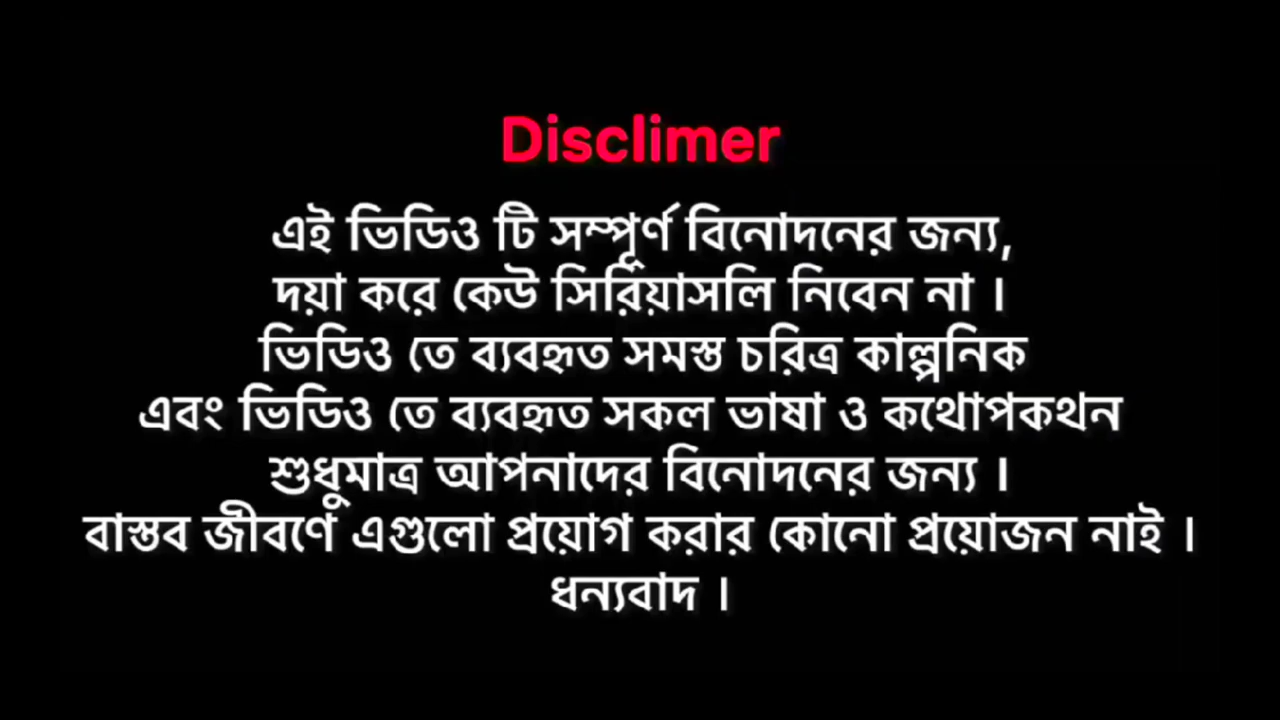 Disclimer
এই ভিডিও টি সম্পূর্ণ বিনোদনের জন্য,
দয়া করে কেউ সিরিয়াসলি নিবেন না ।
ভিডিও তে ব্যবহৃত সমস্ত চরিত্র কাল্পনিক
এবং ভিডিও তে ব্যবহৃত সকল ভাষা ও কথোপকথন
শুধুমাত্র আপনাদের বিনোদনের জন্য ।
বাস্তব জীবণে এগুলো প্রয়োগ করার কোনো প্রয়োজন নাই ।
ধন্যবাদ ।